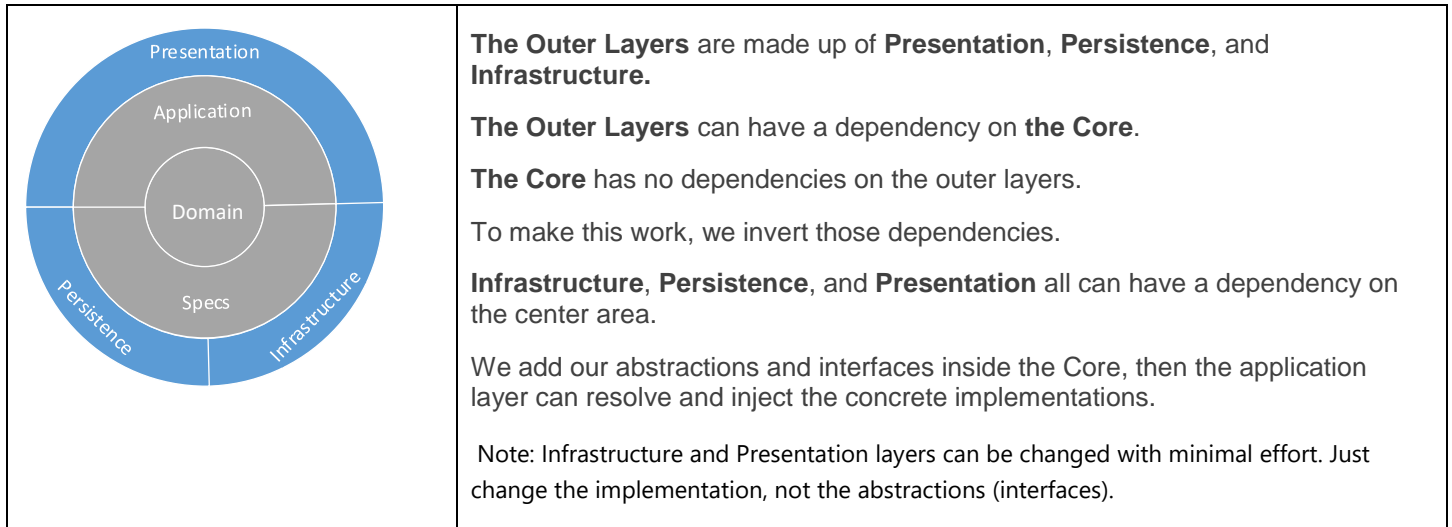 Presentation
Application
Domain
Specs
Persistence
Infrastructure
The Outer Layers are made up of Presentation, Persistence, and
Infrastructure.
The Outer Layers can have a dependency on the Core.
The Core has no dependencies on the outer layers.
To make this work, we invert those dependencies.
Infrastructure, Persistence, and Presentation all can have a dependency on
the center area.
We add our abstractions and interfaces inside the Core, then the application
layer can resolve and inject the concrete implementations.
Note: Infrastructure and Presentation layers can be changed with minimal effort. Just
change the implementation, not the abstractions (interfaces).